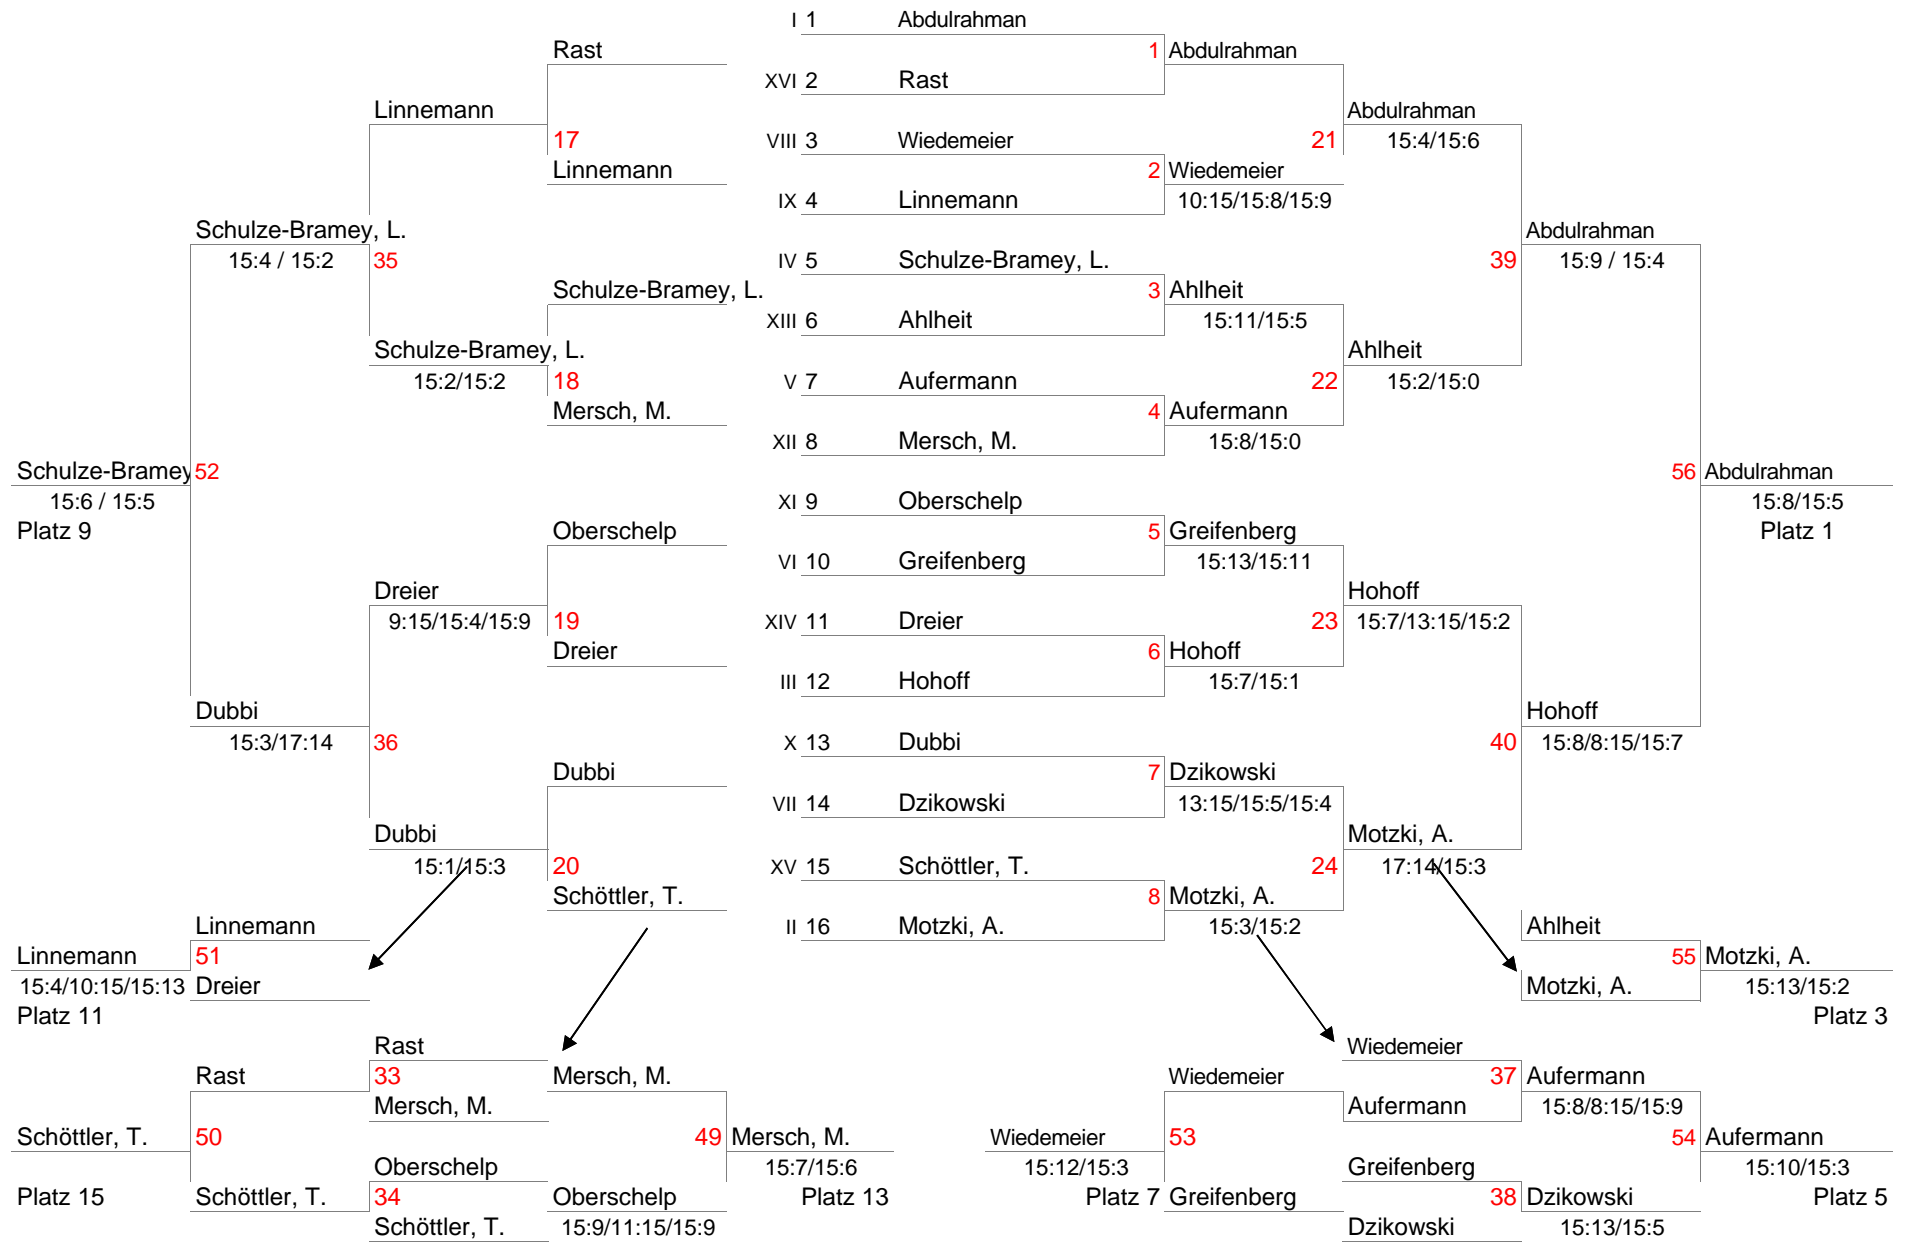 I 1 Abdulrahman
Rast 1 Abdulrahman
XVI 2 Rast
Linnemann Abdulrahman
17 VIII 3 Wiedemeier 21 15:4/15:6
Linnemann 2 Wiedemeier
IX 4 Linnemann 10:15/15:8/15:9
Schulze-Bramey, L. Abdulrahman
15:4 / 15:2 35 IV 5 Schulze-Bramey, L. 39 15:9 / 15:4
Schulze-Bramey, L. 3 Ahlheit
XIII 6 Ahlheit 15:11/15:5
Schulze-Bramey, L. Ahlheit
15:2/15:2 18 V 7 Aufermann 22 15:2/15:0
Mersch, M. 4 Aufermann
XII 8 Mersch, M. 15:8/15:0
Schulze-Bramey 52 56 Abdulrahman
15:6 / 15:5 XI 9 Oberschelp 15:8/15:5
Platz 9 Oberschelp 5 Greifenberg Platz 1
VI 10 Greifenberg 15:13/15:11
Dreier Hohoff
9:15/15:4/15:9 19 XIV 11 Dreier 23 15:7/13:15/15:2
Dreier 6 Hohoff
III 12 Hohoff 15:7/15:1
Dubbi Hohoff
15:3/17:14 36 X 13 Dubbi 40 15:8/8:15/15:7
Dubbi 7 Dzikowski
VII 14 Dzikowski 13:15/15:5/15:4
Dubbi Motzki, A.
15:1/15:3 20 XV 15 Schöttler, T. 24 17:14/15:3
Schöttler, T. 8 Motzki, A.
Linnemann II 16 Motzki, A. 15:3/15:2 Ahlheit
Linnemann 51 55 Motzki, A.
15:4/10:15/15:13 Dreier Motzki, A. 15:13/15:2
Platz 11 Platz 3
Rast Wiedemeier
Rast 33 Mersch, M. Wiedemeier 37 Aufermann
Mersch, M. Aufermann 15:8/8:15/15:9
Schöttler, T. 50 49 Mersch, M. Wiedemeier 53 54 Aufermann
Oberschelp 15:7/15:6 15:12/15:3 Greifenberg 15:10/15:3
Platz 15 Schöttler, T. 34 Oberschelp Platz 13 Platz 7 Greifenberg 38 Dzikowski Platz 5
Schöttler, T. 15:9/11:15/15:9 Dzikowski 15:13/15:5